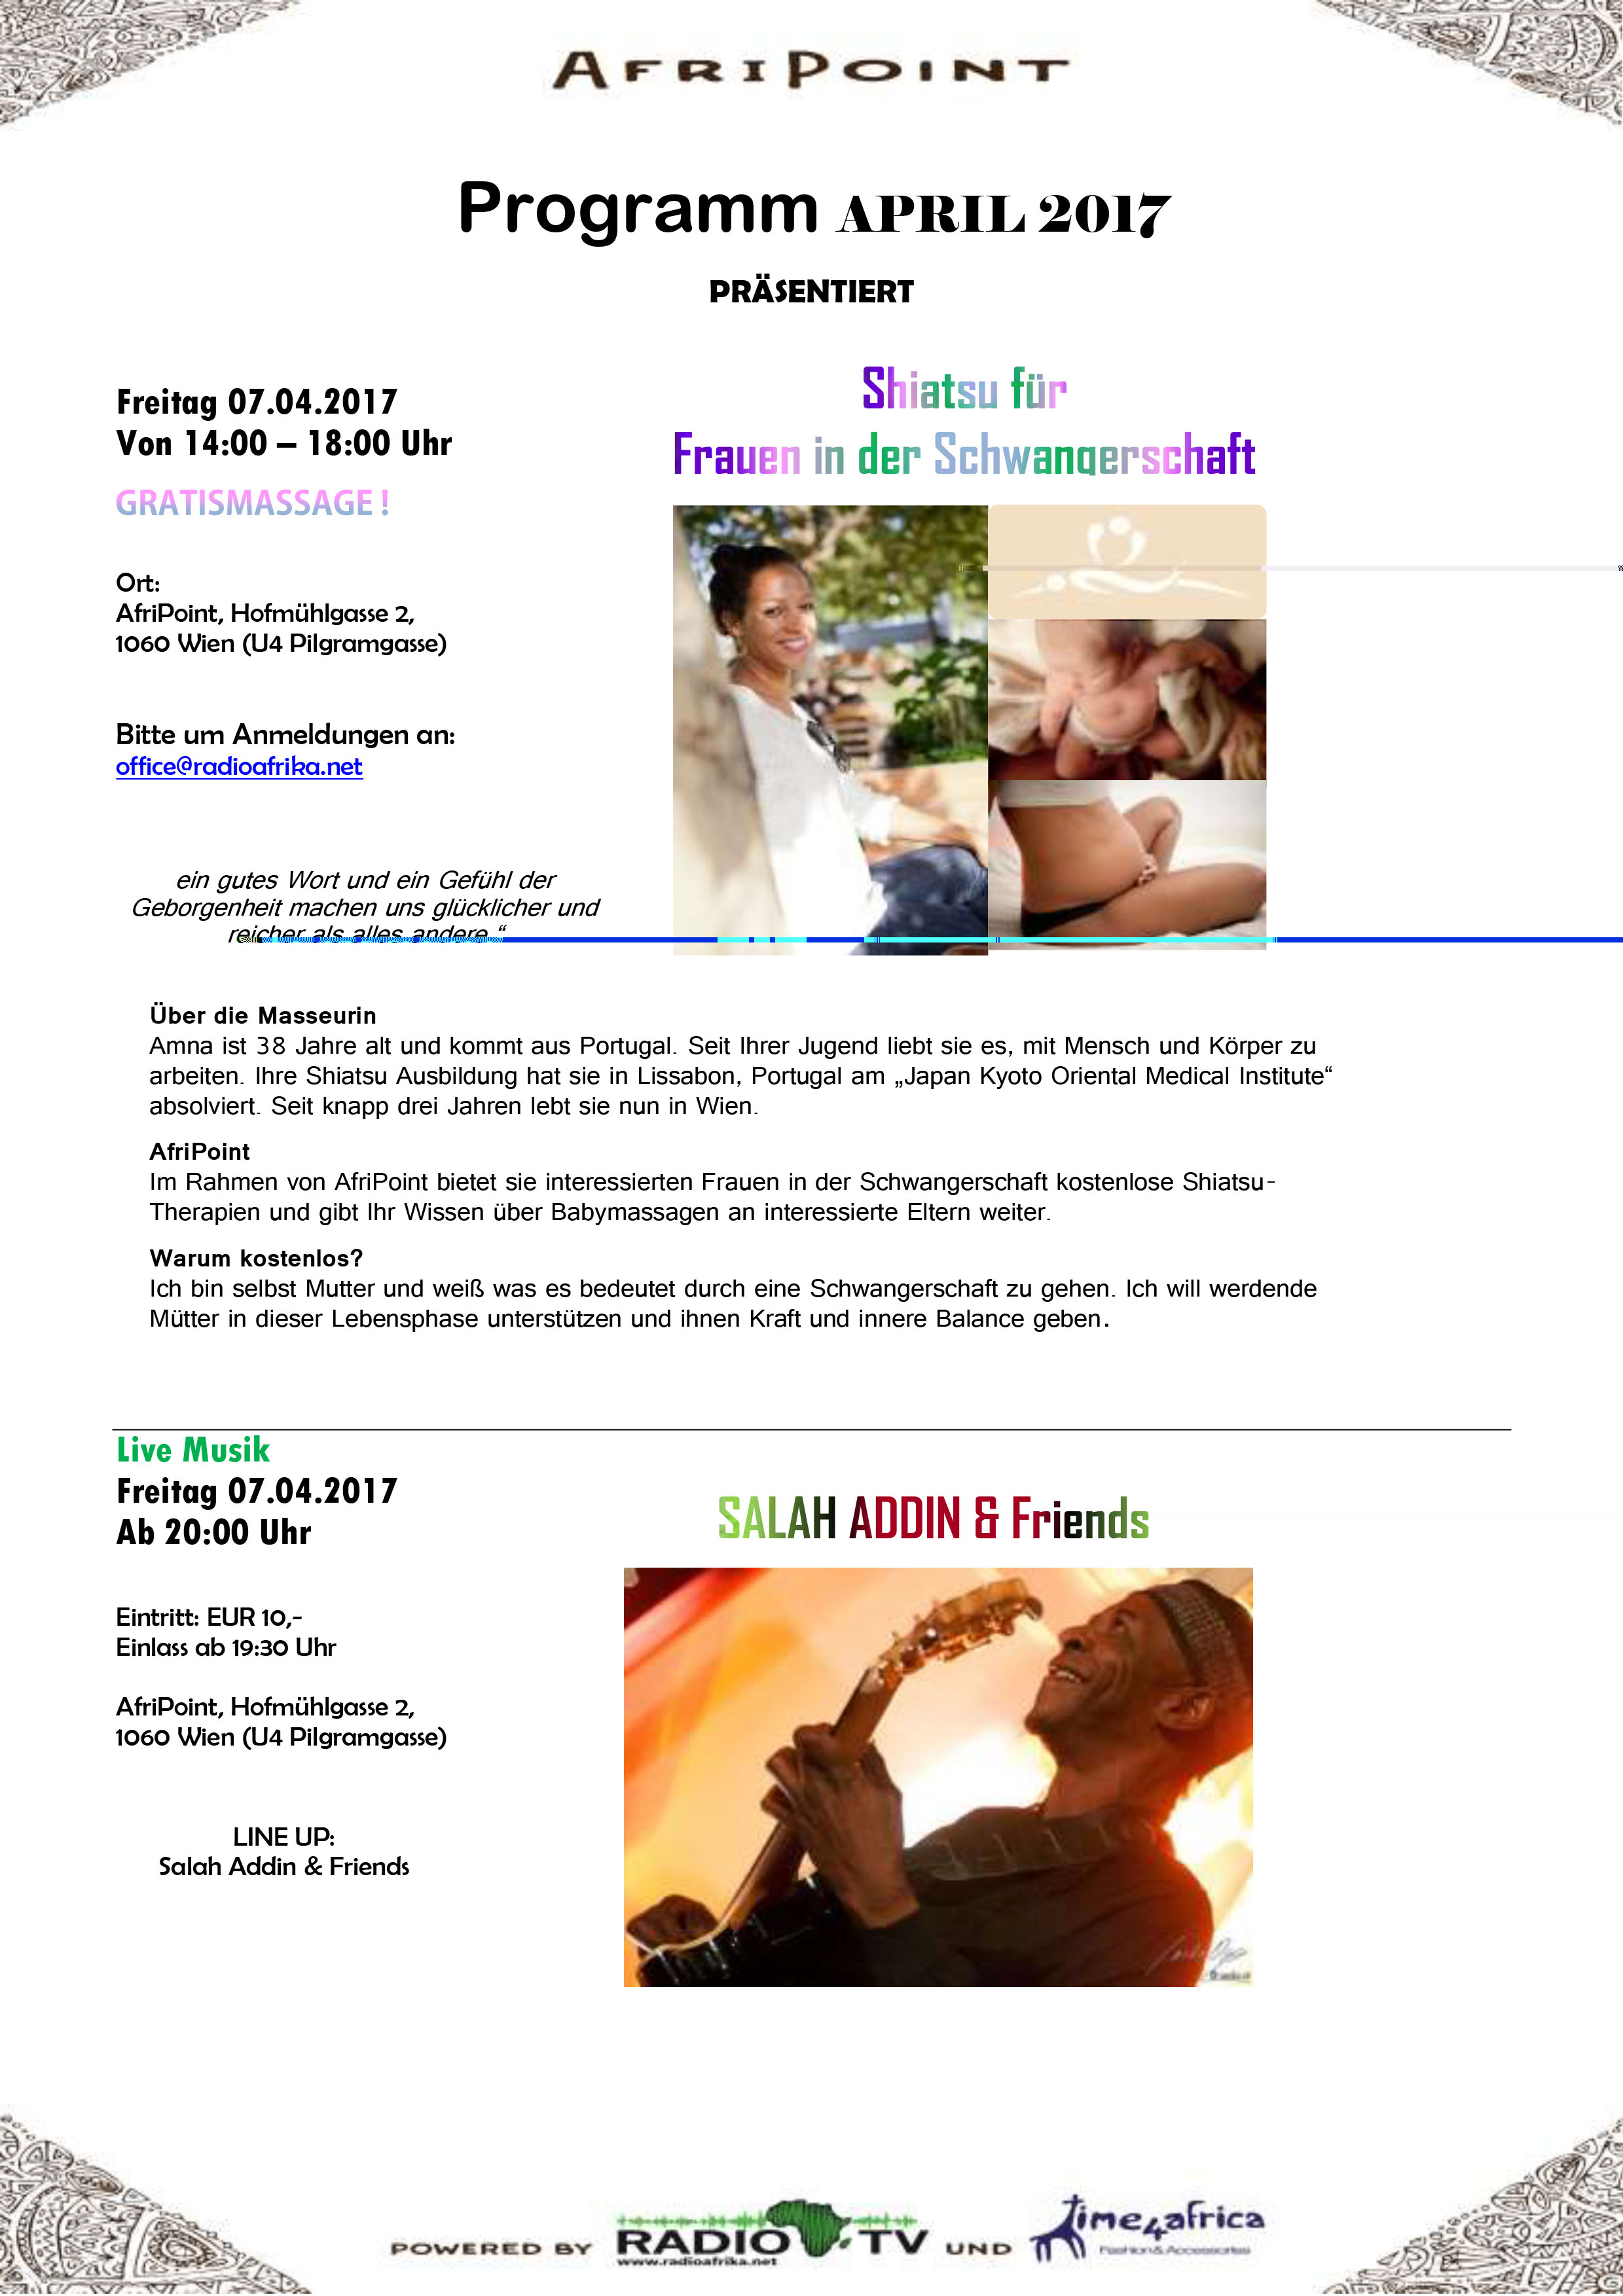 AFRIPOINT
Programm APRIL 2017
PRÄSENTIERT
Freitag 07.04.2017
Von 14:00 – 18:00 Uhr
GRATISMASSAGE !
Ort:
AfriPoint, Hofmühlgasse 2,
1060 Wien (U4 Pilgramgasse)
Bitte um Anmeldungen an:
office@radioafrika.net
ein gutes Wort und ein Gefühl der
Geborgenheit machen uns glücklicher und
reicher als alles andere.“
Shiatsu für
Frauen in der Schwangerschaft
Über die Masseurin
Amna ist 38 Jahre alt und kommt aus Portugal. Seit Ihrer Jugend liebt sie es, mit Mensch und Körper zu
arbeiten. Ihre Shiatsu Ausbildung hat sie in Lissabon, Portugal am „Japan Kyoto Oriental Medical Institute“
absolviert. Seit knapp drei Jahren lebt sie nun in Wien.
AfriPoint
Im Rahmen von AfriPoint bietet sie interessierten Frauen in der Schwangerschaft kostenlose Shiatsu-
Therapien und gibt Ihr Wissen über Babymassagen an interessierte Eltern weiter.
Warum kostenlos?
Ich bin selbst Mutter und weiß was es bedeutet durch eine Schwangerschaft zu gehen. Ich will werdende
Mütter in dieser Lebensphase unterstützen und ihnen Kraft und innere Balance geben.
Live Musik
Freitag 07.04.2017
Ab 20:00 Uhr
Eintritt: EUR 10,-
Einlass ab 19:30 Uhr
AfriPoint, Hofmühlgasse 2,
1060 Wien (U4 Pilgramgasse)
LINE UP:
Salah Addin & Friends
SALAH ADDIN & Friends
POWERED BY RADIO TV UND Time4africa
www.radioafrika.net
Fashion & Accessories